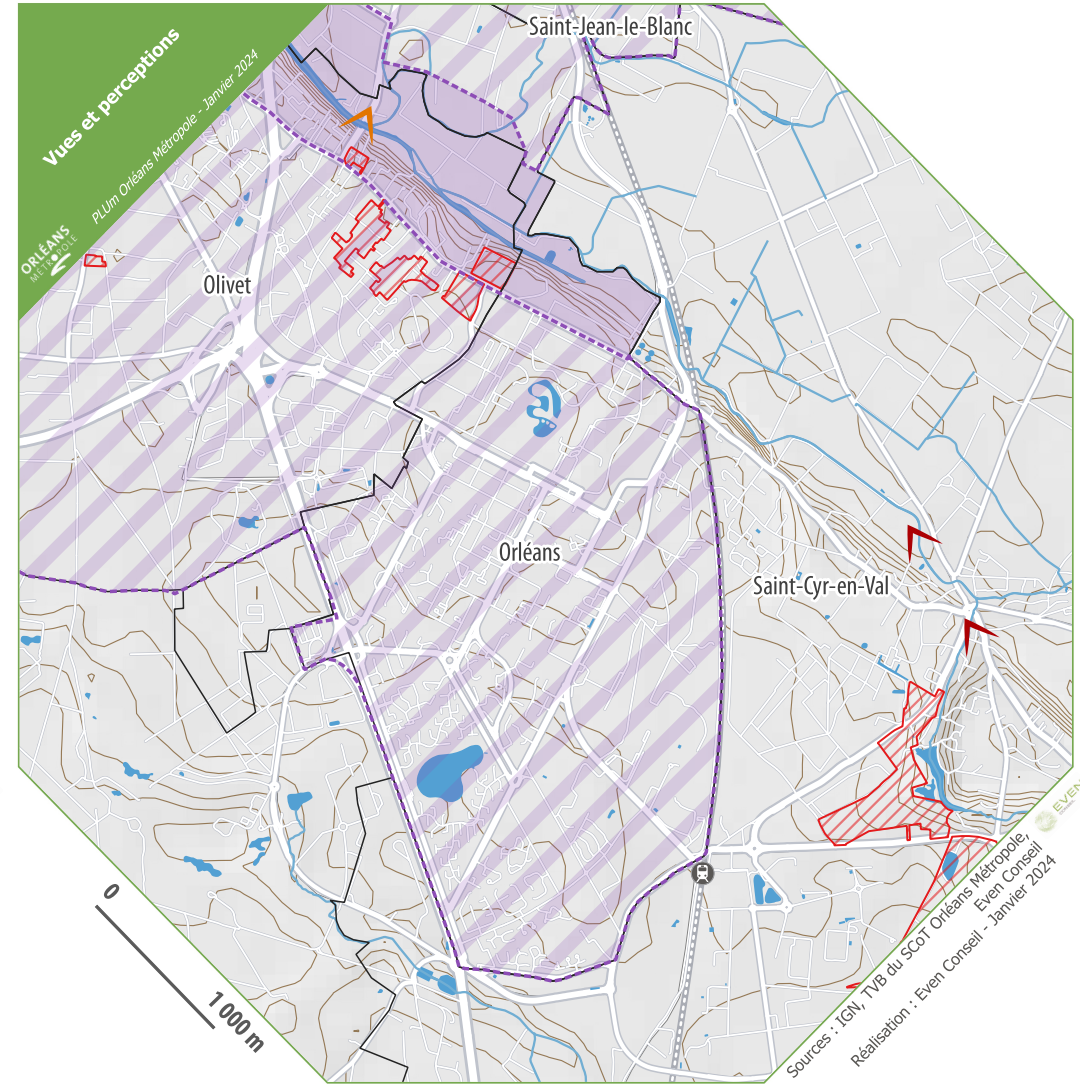 Vues et perceptions
PLUm Orléans Métropole - Janvier 2024
ORLÉANS
MÉTROPOLE
Saint-Jean-le-Blanc
Olivet
Orléans
Saint-Cyr-en-Val
0
1 000 m
EVEN
Sources : IGN, TVB du SCoT Orléans Métropole,
Even Conseil
Réalisation : Even Conseil - Janvier 2024